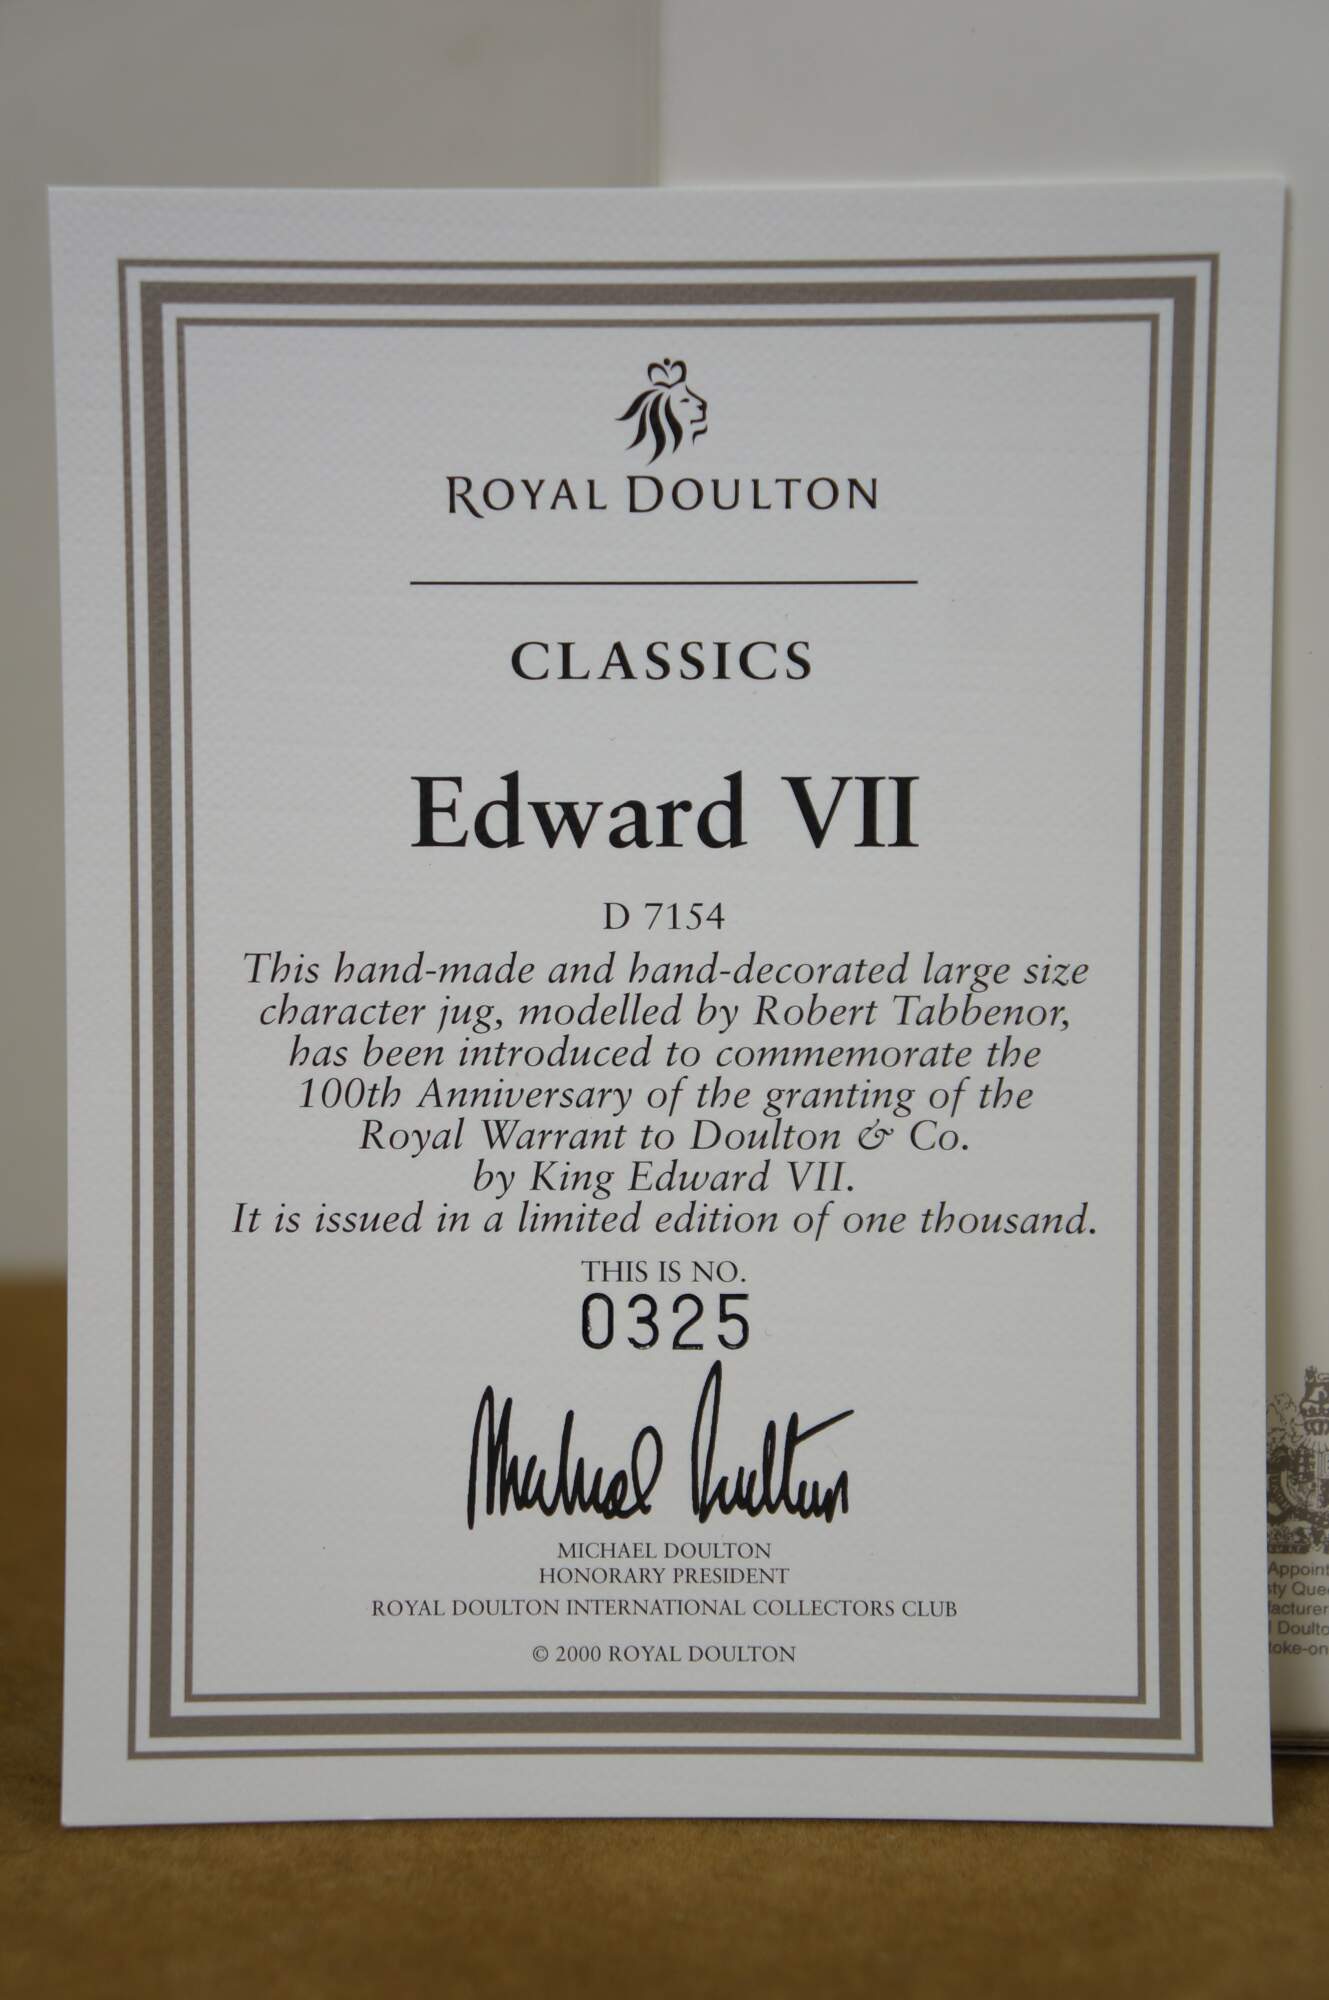 ROYAL DOULTON
CLASSICS
Edward VII
D 7154
This hand-made and hand-decorated large size
character jug, modelled by Robert Tabbenor,
has been introduced to commemorate the
100th Anniversary of the granting of the
Royal Warrant to Doulton & Co.
by King Edward VII.
It is issued in a limited edition of one thousand.
THIS IS NO.
0325
Michael Doulton
MICHAEL DOULTON
HONORARY PRESIDENT
ROYAL DOULTON INTERNATIONAL COLLECTORS CLUB
© 2000 ROYAL DOULTON